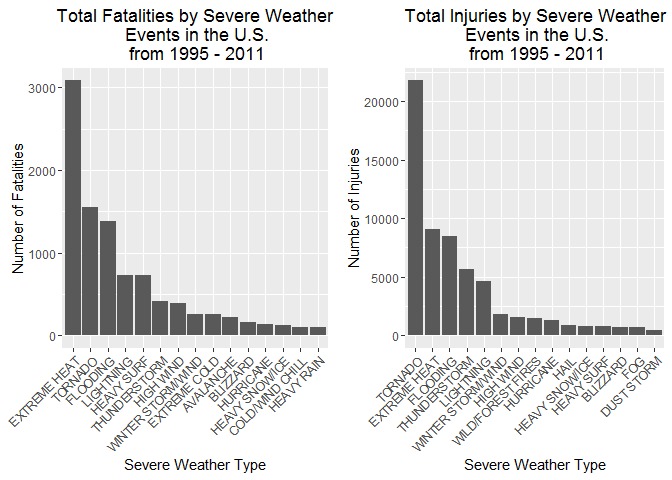 Total Fatalities by Severe Weather
Events in the U.S.
from 1995 - 2011
Number of Fatalities
3000
2000
1000
0
EXTREME HEAT
TORNADO
FLOODING
LIGHTNING
HEAVY SURF
THUNDERSTORM
HIGH WIND
WINTER STORM/WIND
EXTREME COLD
AVALANCHE
BLIZZARD
HURRICANE
HEAVY SNOW/ICE
COLD/WIND CHILL
HEAVY RAIN
Severe Weather Type
Total Injuries by Severe Weather
Events in the U.S.
from 1995 - 2011
Number of Injuries
20000
15000
10000
5000
0
TORNADO
EXTREME HEAT
FLOODING
THUNDERSTORM
LIGHTNING
WINTER STORM/WIND
HIGH WIND
WILD/FOREST FIRES
HURRICANE
HAIL
HEAVY SNOW/ICE
HEAVY SURF
BLIZZARD
FOG
DUST STORM
Severe Weather Type